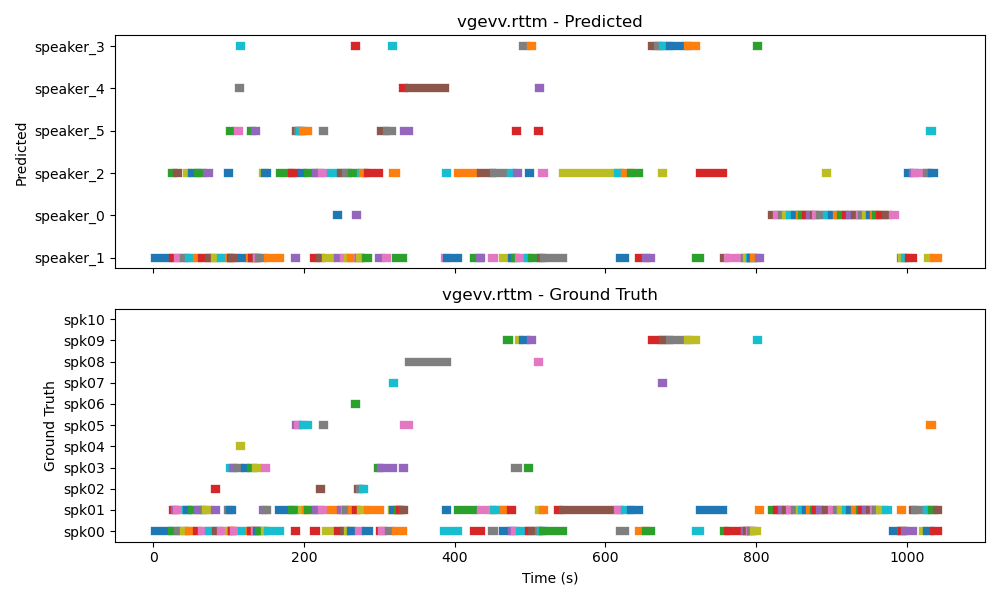 vgevv.rttm - Predicted
Predicted
speaker_3
speaker_4
speaker_5
speaker_2
speaker_0
speaker_1
vgevv.rttm - Ground Truth
Ground Truth
spk10
spk09
spk08
spk07
spk06
spk05
spk04
spk03
spk02
spk01
spk00
0 200 400 600 800 1000
Time (s)